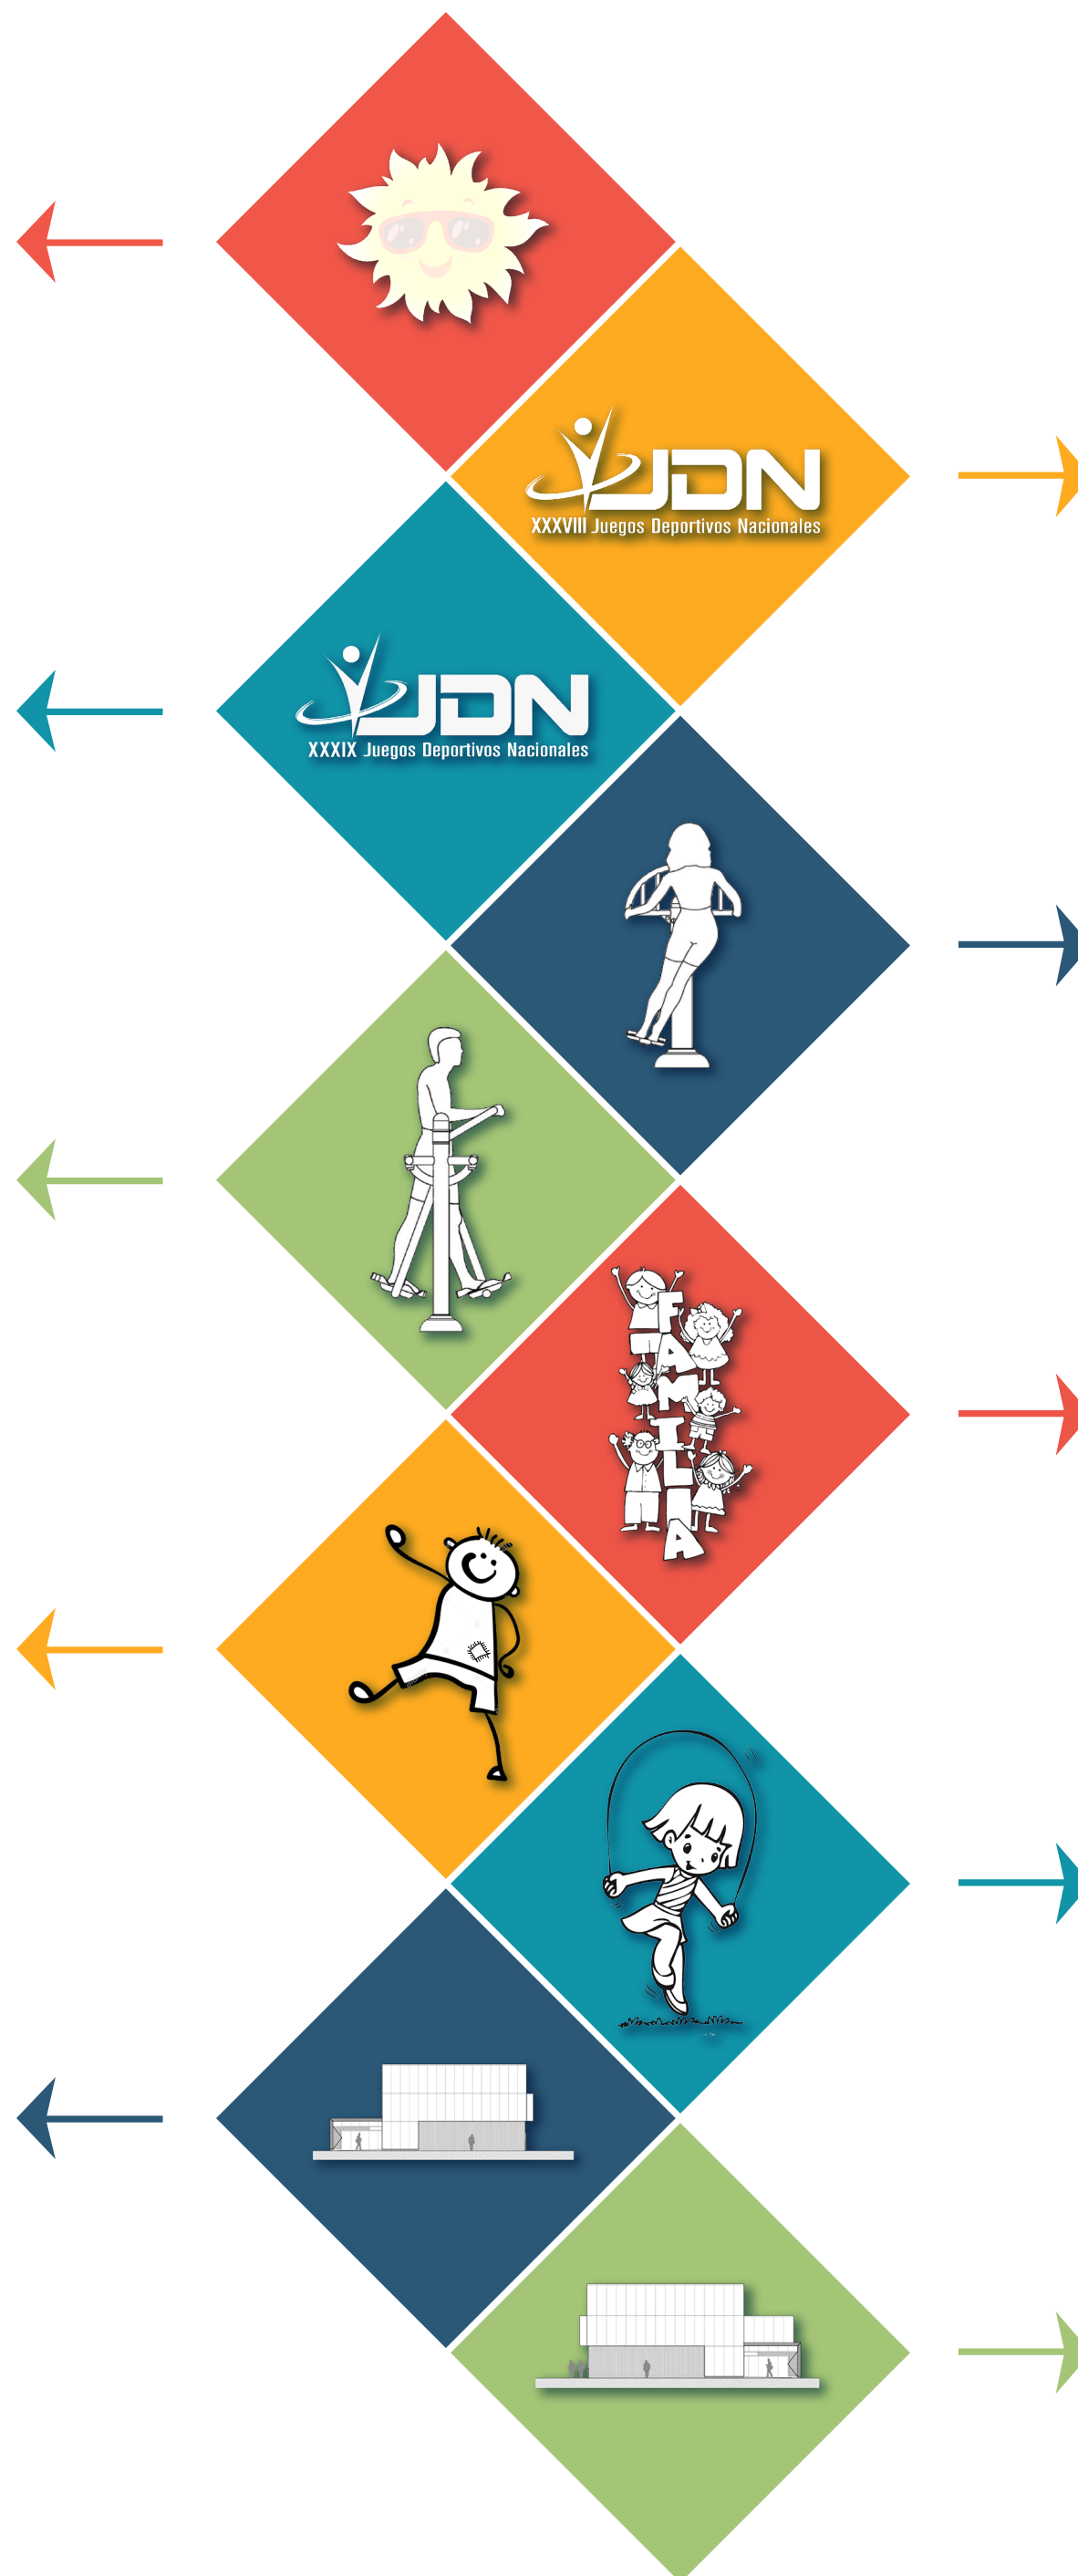 JDN
XXXVIII Juegos Deportivos Nacionales
JDN
XXXIX Juegos Deportivos Nacionales
FAMILIA